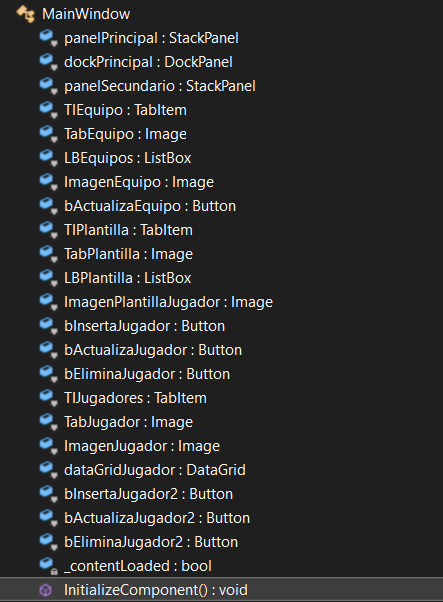 MainWindow
panelPrincipal : StackPanel
dockPrincipal : DockPanel
panelSecundario : StackPanel
TIEquipo : TabItem
TabEquipo : Image
LBEquipos : ListBox
ImagenEquipo : Image
bActualizaEquipo : Button
TIPlantilla : TabItem
TabPlantilla : Image
LBPlantilla : ListBox
ImagenPlantillaJugador : Image
bInsertaJugador : Button
bActualizaJugador : Button
bEliminaJugador : Button
TIJugadores : TabItem
TabJugador : Image
ImagenJugador : Image
dataGridJugador : DataGrid
bInsertaJugador2 : Button
bActualizaJugador2 : Button
bEliminaJugador2 : Button
_contentLoaded : bool
InitializeComponent() : void